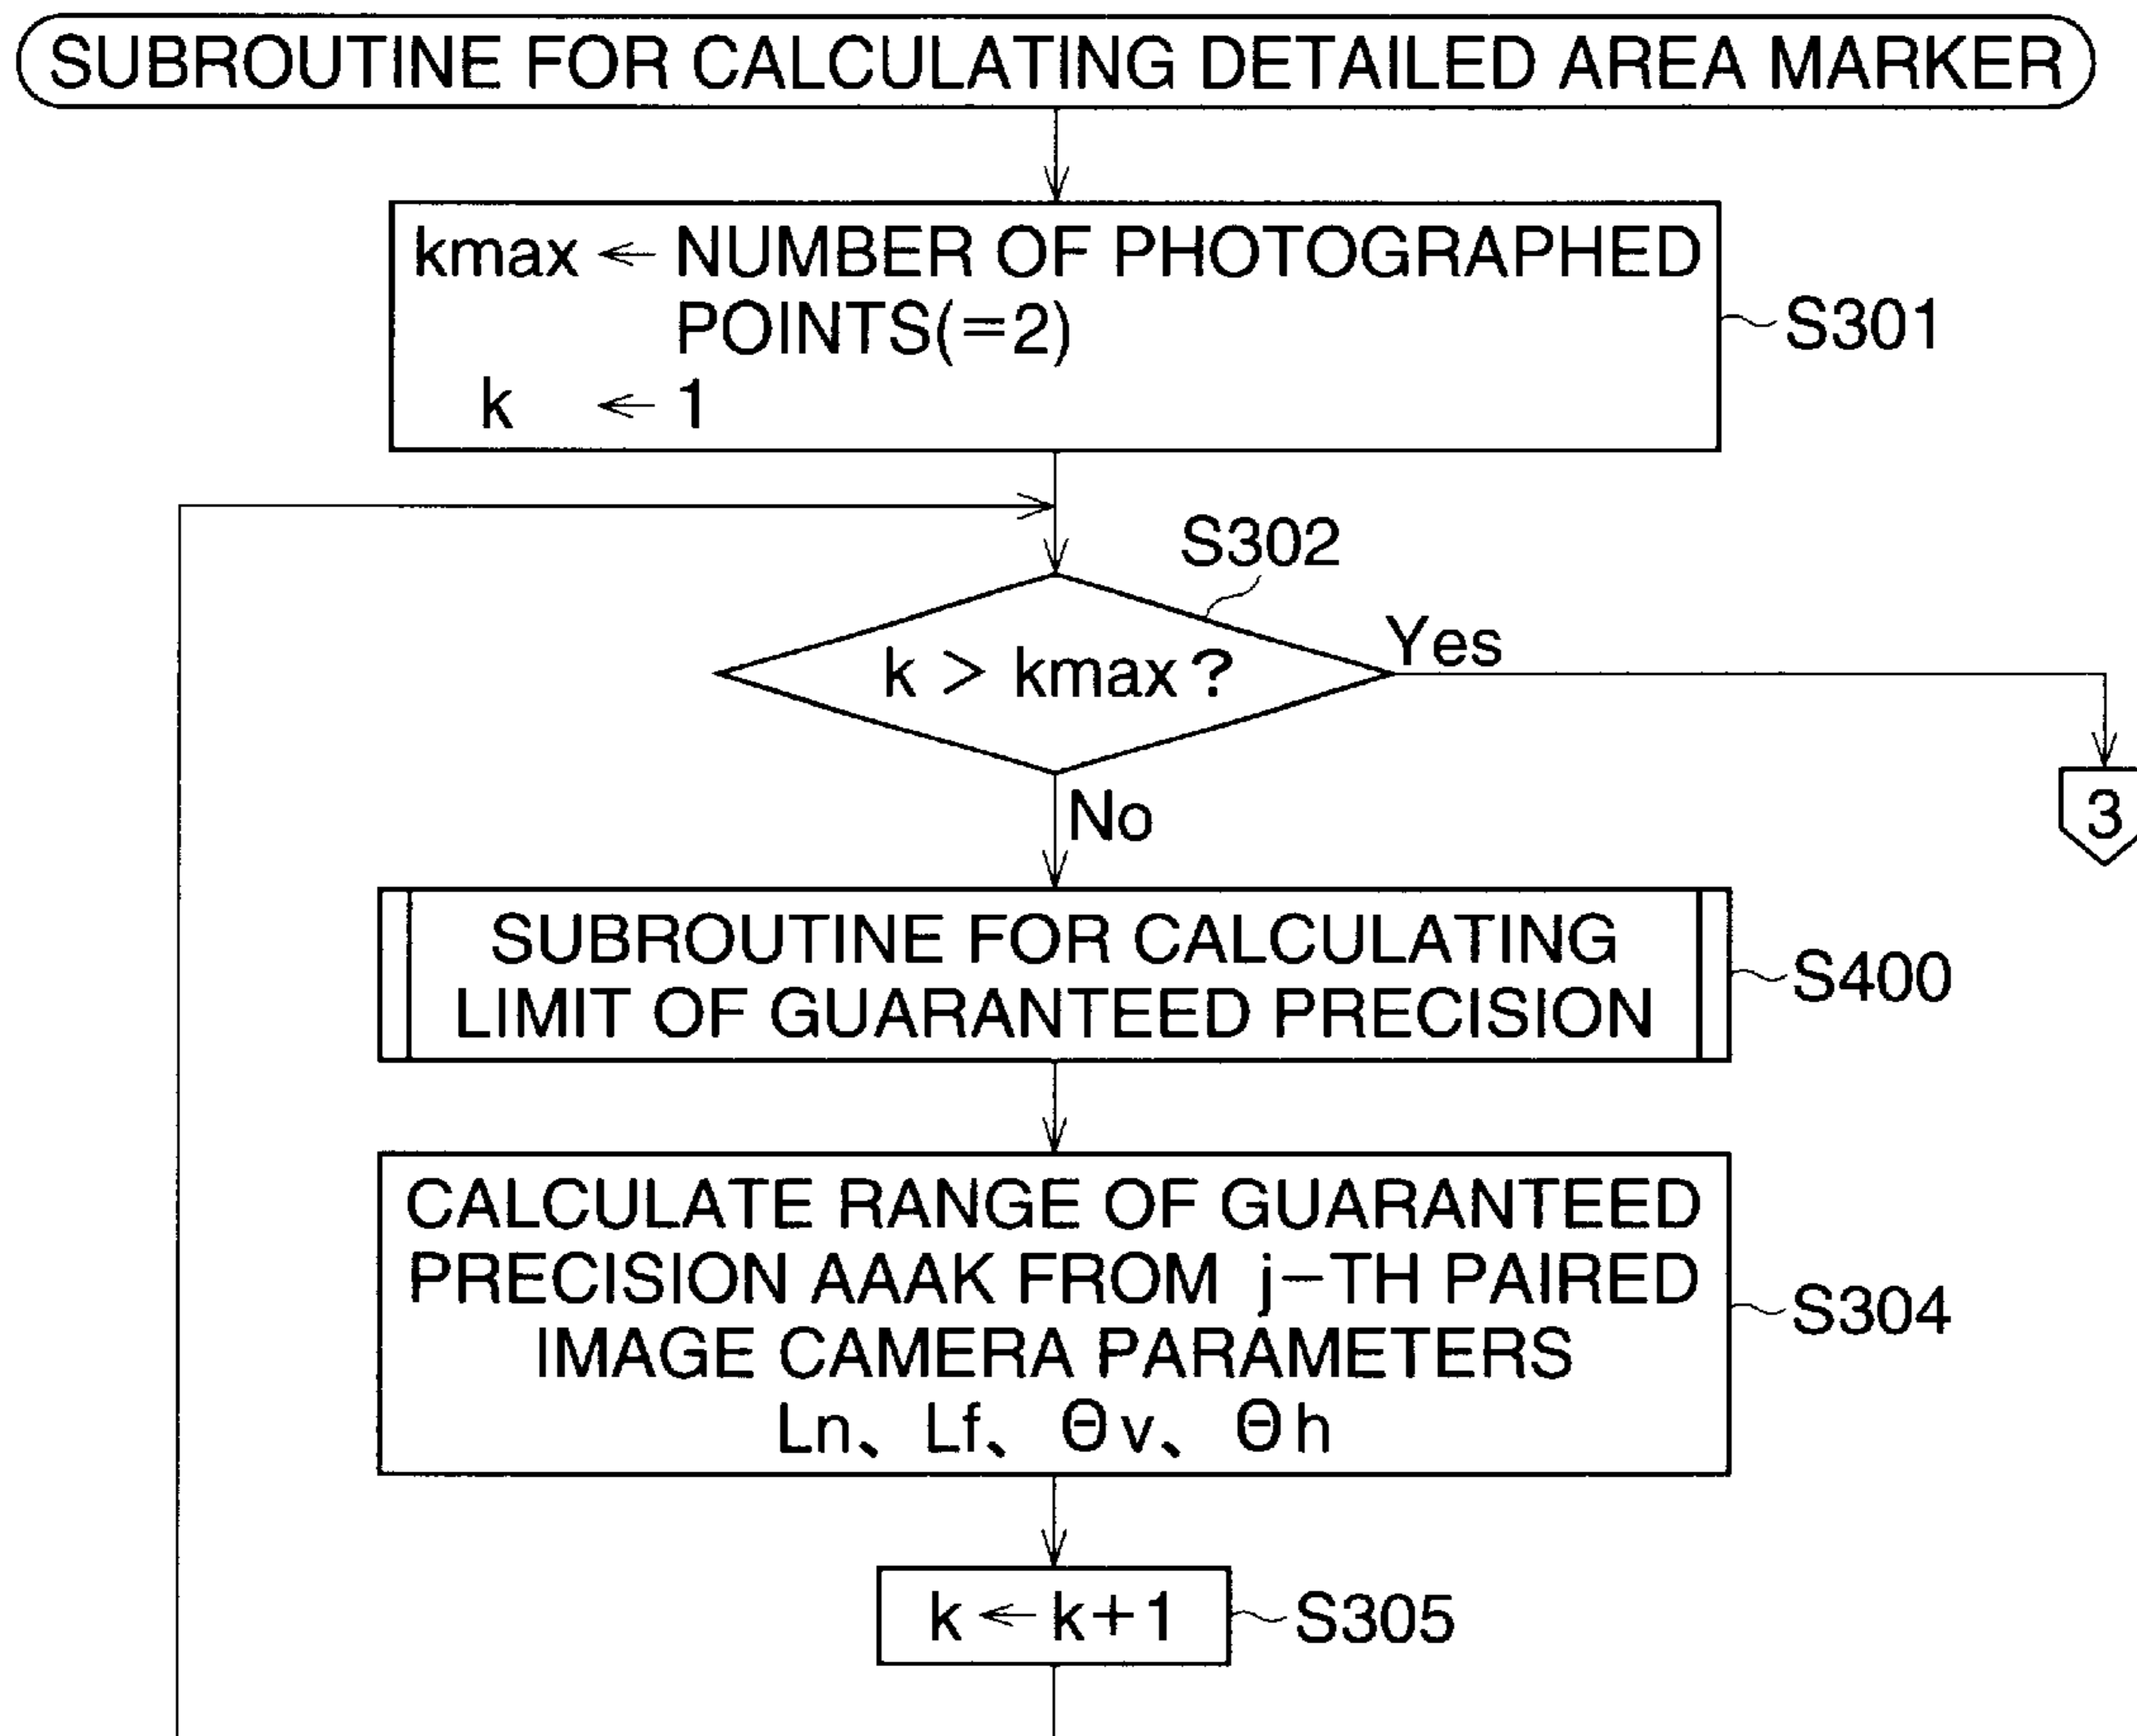 SUBROUTINE FOR CALCULATING DETAILED AREA MARKER
kmax ← NUMBER OF PHOTOGRAPHED
POINTS(=2)
k ← 1
S301
S302
k > kmax ?
Yes
3
No
SUBROUTINE FOR CALCULATING
LIMIT OF GUARANTEED PRECISION
S400
CALCULATE RANGE OF GUARANTEED
PRECISION AAAK FROM j-TH PAIRED
IMAGE CAMERA PARAMETERS
Ln、Lf、Θv、Θh
S304
k ← k+1
S305